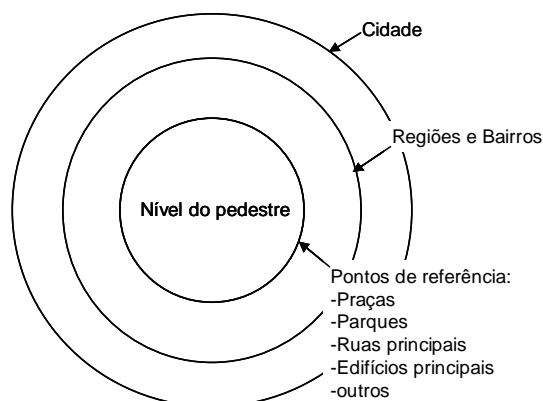 Cidade
Regiões e Bairros
Nível do pedestre
Pontos de referência:
-Praças
-Parques
-Ruas principais
-Edifícios principais
-outros